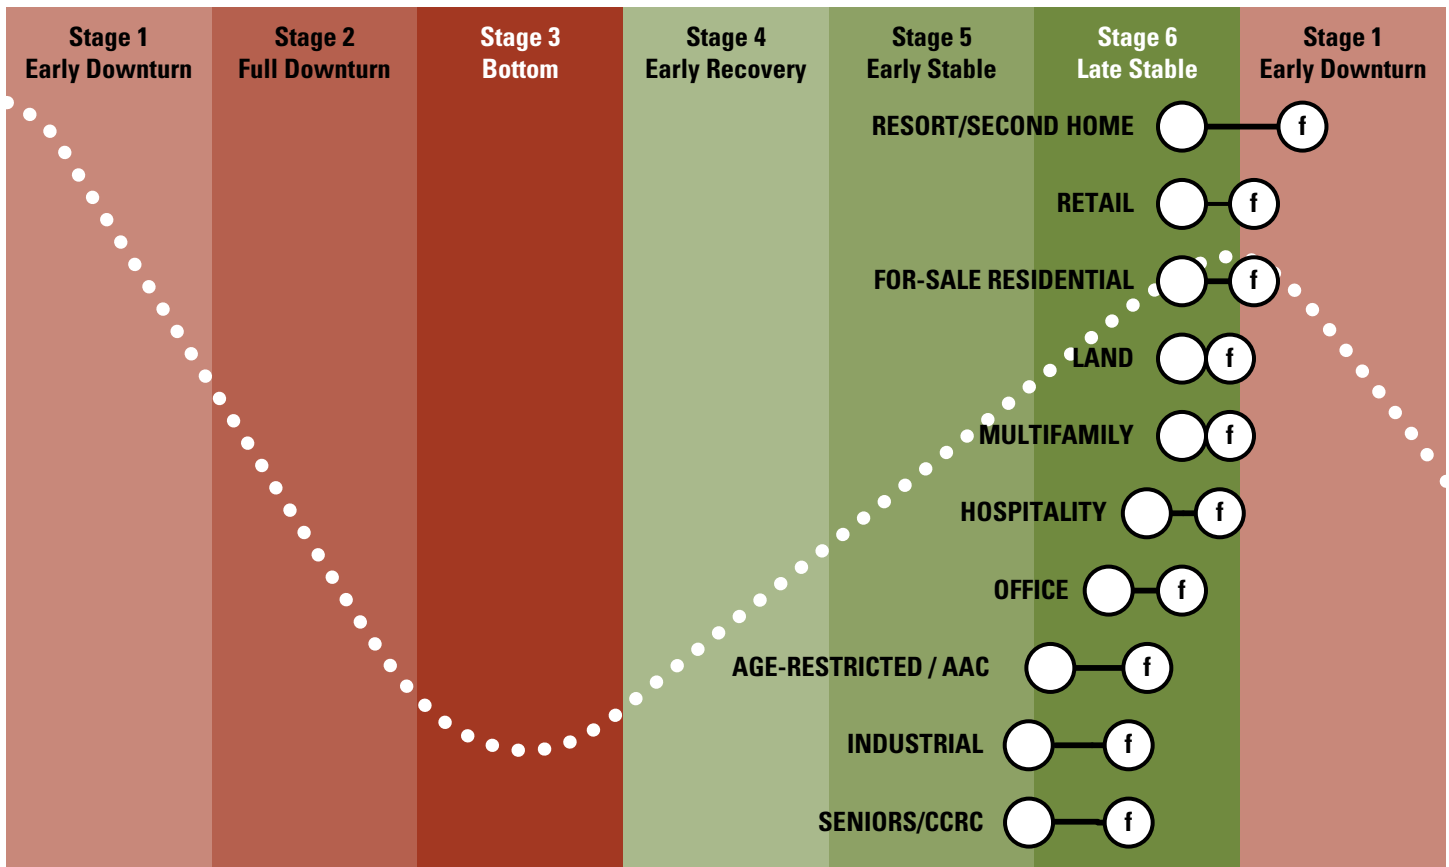 Stage 1
Early Downturn
Stage 2
Full Downturn
Stage 3
Bottom
Stage 4
Early Recovery
Stage 5
Early Stable
Stage 6
Late Stable
Stage 1
Early Downturn
RESORT/SECOND HOME f
RETAIL f
FOR-SALE RESIDENTIAL f
LAND f
MULTIFAMILY f
HOSPITALITY f
OFFICE f
AGE-RESTRICTED / AAC f
INDUSTRIAL f
SENIORS/CCRC f